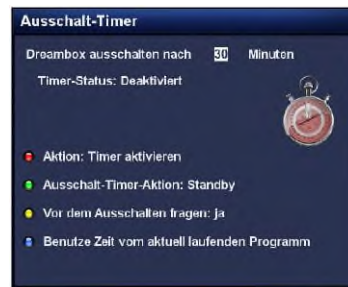 Ausschalt-Timer
Dreambox ausschalten nach 30 Minuten
Timer-Status: Deaktiviert
Aktion: Timer aktivieren
Ausschalt-Timer-Aktion: Standby
Vor dem Ausschalten fragen: ja
Benutze Zeit vom aktuell laufenden Programm